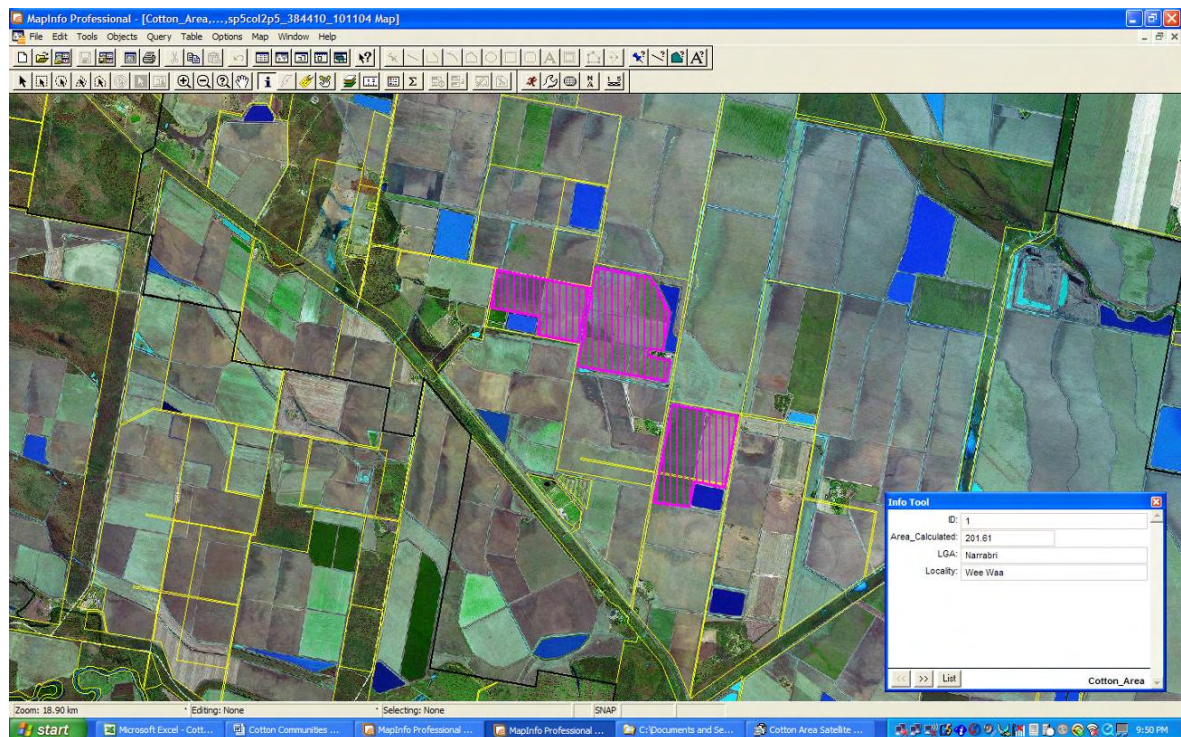 MapInfo Professional - [Cotton_Area,...,sp5col2p5_384410_101104 Map]
File Edit Tools Objects Query Table Options Map Window Help
Info Tool
ID: 1
Area_Calculated: 201.61
LGA: Narrabri
Locality: Wee Waa
<< >> List Cotton_Area
Zoom: 18.90 km Editing: None Selecting: None SNAP
start Microsoft Excel - Cott... Cotton Communities ... MapInfo Professional ... MapInfo Professional ... C:\Documents and Se... Cotton Area Satellite ... 9:50 PM